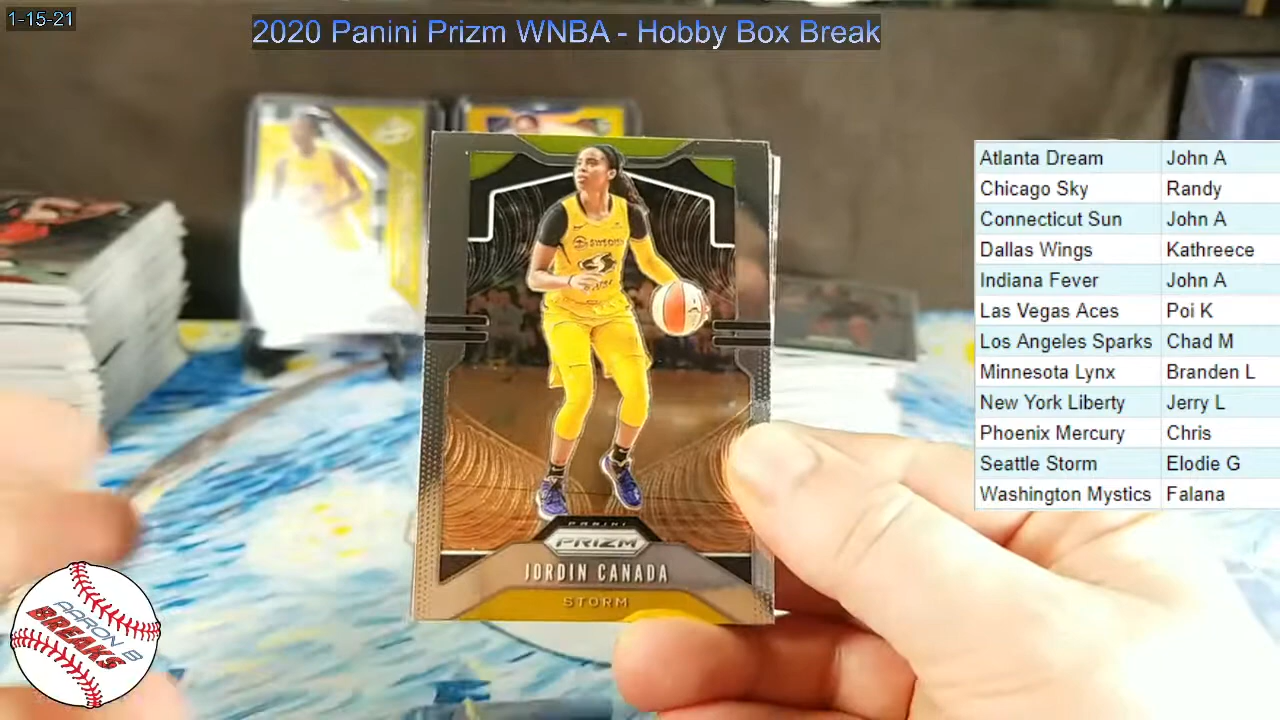 1-15-21
2020 Panini Prizm WNBA - Hobby Box Break
Atlanta Dream John A
Chicago Sky Randy
Connecticut Sun John A
Dallas Wings Kathreece
Indiana Fever John A
Las Vegas Aces Poi K
Los Angeles Sparks Chad M
Minnesota Lynx Branden L
New York Liberty Jerry L
Phoenix Mercury Chris
Seattle Storm Elodie G
Washington Mystics Falana
PANINI
PRIZM
JORDIN CANADA
STORM
AARON B
BREAKS